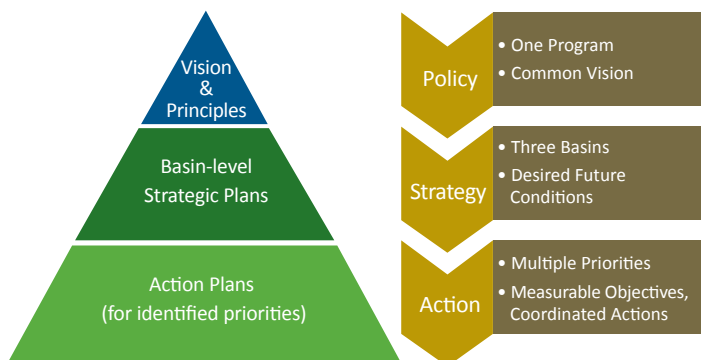 Vision
&
Principles
Basin-level
Strategic Plans
Action Plans
(for identified priorities)
Policy
• One Program
• Common Vision
Strategy
• Three Basins
• Desired Future
Conditions
Action
• Multiple Priorities
• Measurable Objectives,
Coordinated Actions